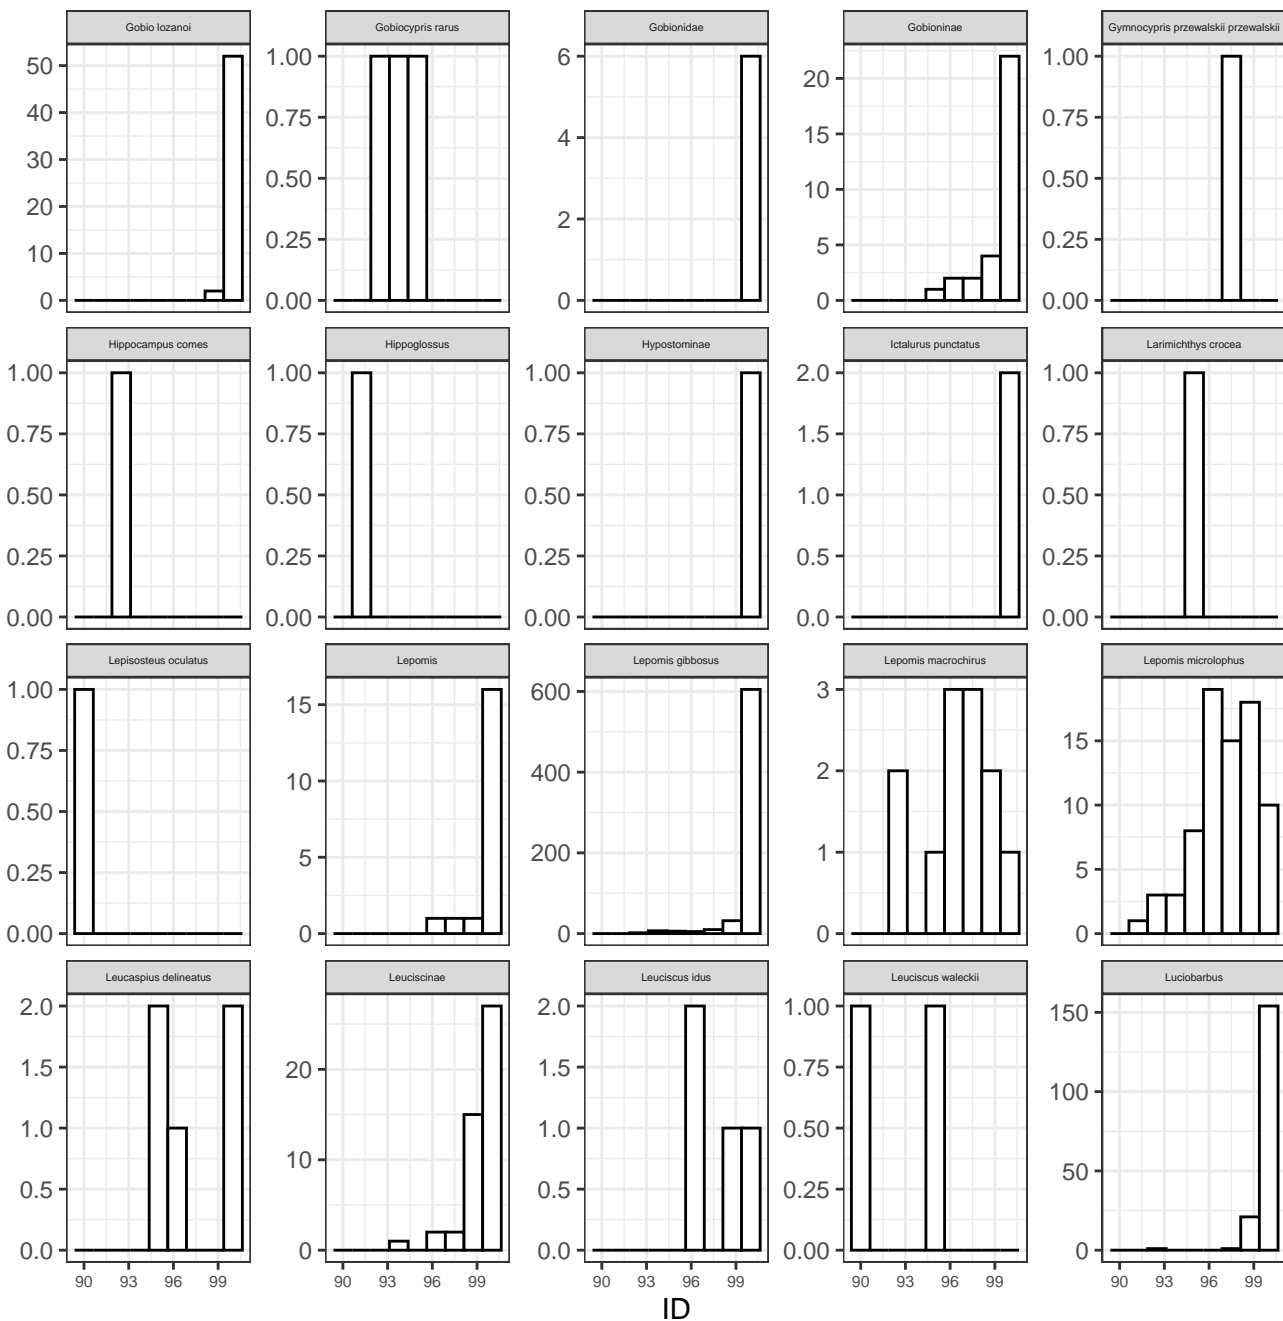 Gobio lozanoi Gobiocypris rarus Gobionidae Gobioninae Gymnocypris przewalskii przewalskii
50 1.00 6 20
40 0.75 4 15 0.75
30 0.50 10 0.50
20 0.25 2 5 0.25
10 0.00 0 0 0.00
0
1.00
Hippocampus comes Hippoglossus Hypostominae Ictalurus punctatus Larimichthys crocea
1.00 1.00 1.00 2.0 1.00
0.75 0.75 0.75 1.5 0.75
0.50 0.50 0.50 1.0 0.50
0.25 0.25 0.25 0.5 0.25
0.00 0.00 0.00 0.0 0.00
Lepisosteus oculatus Lepomis Lepomis gibbosus Lepomis macrochirus Lepomis microlophus
1.00 15 600 3 15
0.75 10 400 2 10
0.50 5 200 1 5
0.25 0 0 0 0
0.00
Leucaspius delineatus Leuciscinae Leuciscus idus Leuciscus waleckii Luciobarbus
2.0 20 2.0 1.00 150
1.5 10 1.5 0.75 100
1.0 0 1.0 0.50 50
0.5 0.5 0.25 0
0.0 0.0 0.00
90 93 96 99 90 93 96 99 90 93 96 99 90 93 96 99 90 93 96 99
ID